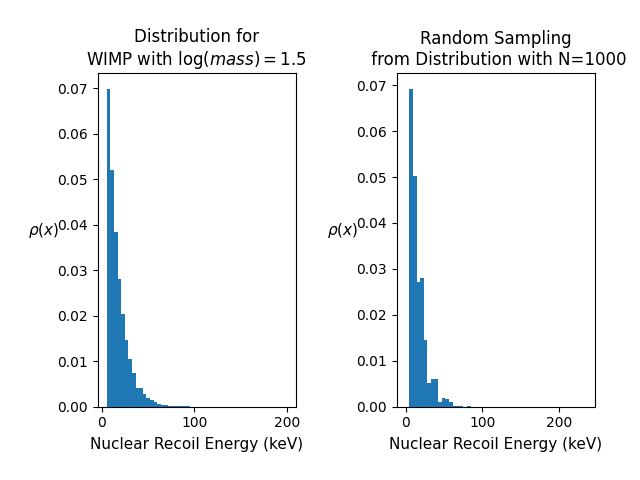 Distribution for
WIMP with log(mass) = 1.5
0.07
0.06
0.05
0.04
0.03
0.02
0.01
0.00
ρ(x)
0
100
200
Nuclear Recoil Energy (keV)
Random Sampling
from Distribution with N=1000
0.07
0.06
0.05
0.04
0.03
0.02
0.01
0.00
ρ(x)
0
100
200
Nuclear Recoil Energy (keV)